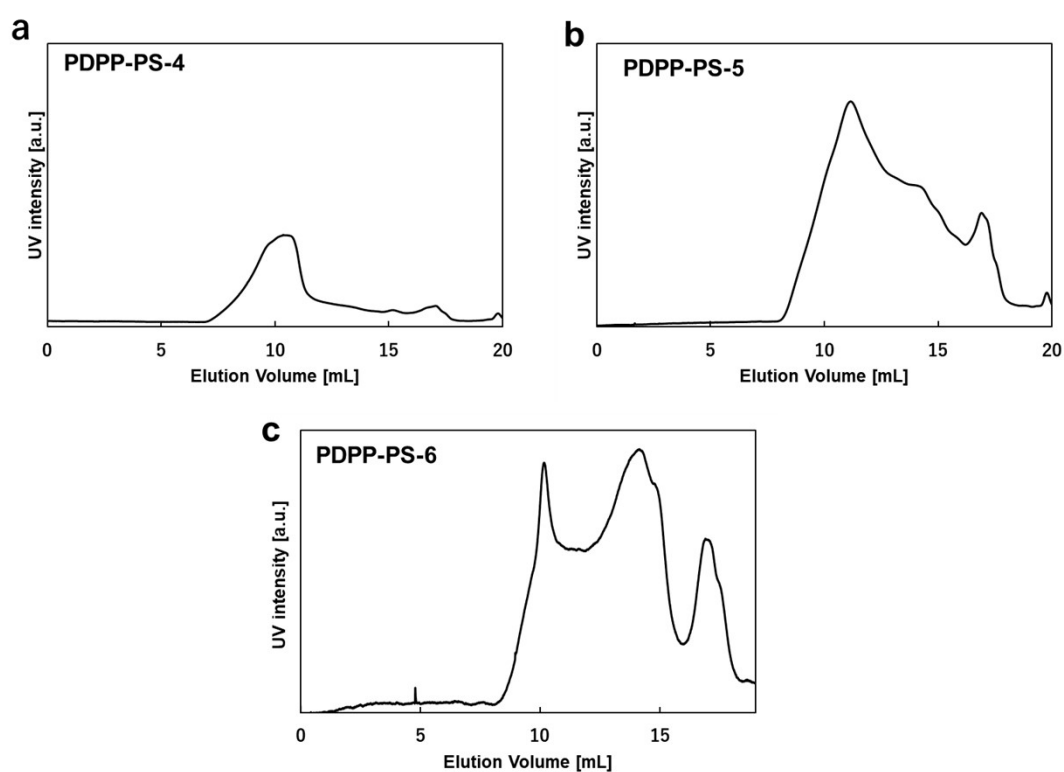 a
PDPP-PS-4
UV intensity [a.u.]
0 5 10 15 20
Elution Volume [mL]
b
PDPP-PS-5
UV intensity [a.u.]
0 5 10 15 20
Elution Volume [mL]
c
PDPP-PS-6
UV intensity [a.u.]
0 5 10 15
Elution Volume [mL]